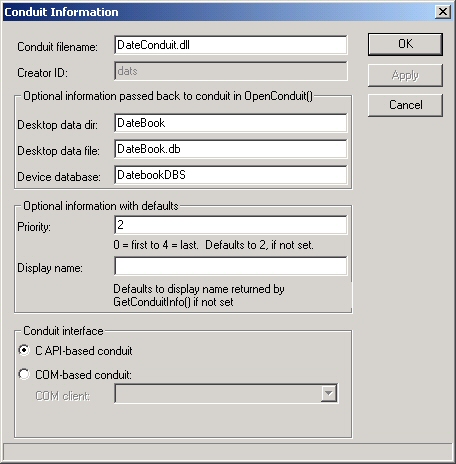 Conduit Information
Conduit filename: DateConduit.dll
OK
Creator ID: dats
Apply
Optional information passed back to conduit in OpenConduit()
Cancel
Desktop data dir: DateBook
Desktop data file: DateBook.db
Device database: DatebookDBS
Optional information with defaults
Priority: 2
0 = first to 4 = last. Defaults to 2, if not set.
Display name:
Defaults to display name returned by
GetConduitInfo() if not set
Conduit interface
C API-based conduit
COM-based conduit:
COM client: